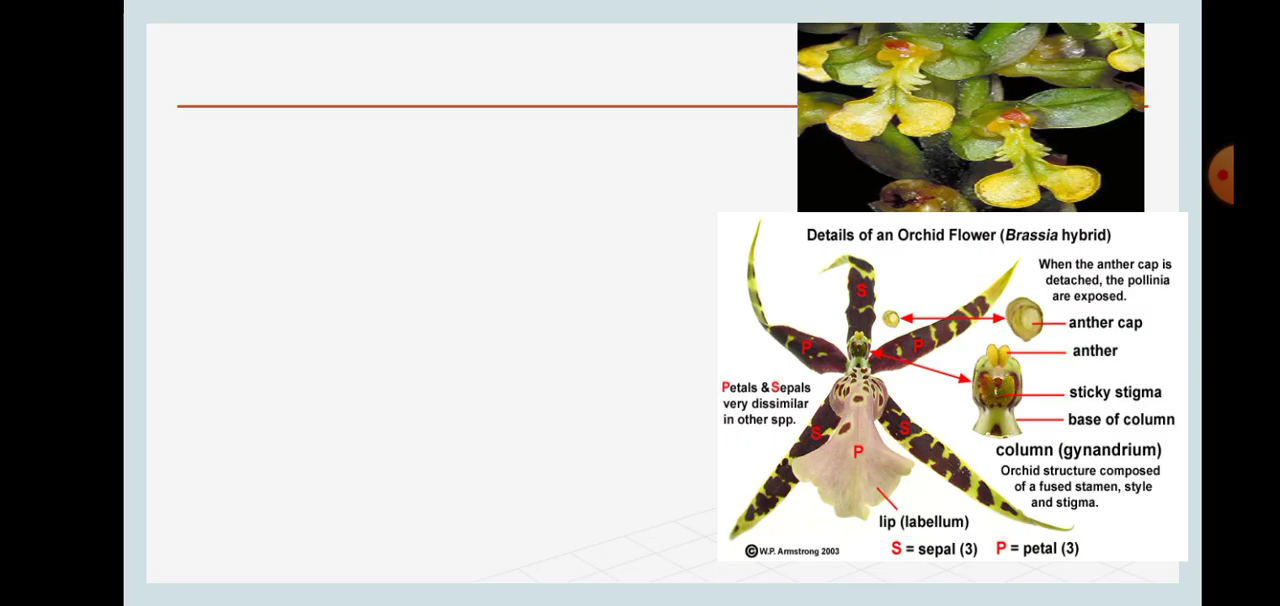 Details of an Orchid Flower (Brassia hybrid)
When the anther cap is
detached, the pollinia
are exposed.
anther cap
anther
sticky stigma
base of column
column (gynandrium)
Orchid structure composed
of a fused stamen, style
and stigma.
S
P
P
Petals & Sepals
very dissimilar
in other spp.
S
S
P
lip (labellum)
S = sepal (3) P = petal (3)
© W.P. Armstrong 2003